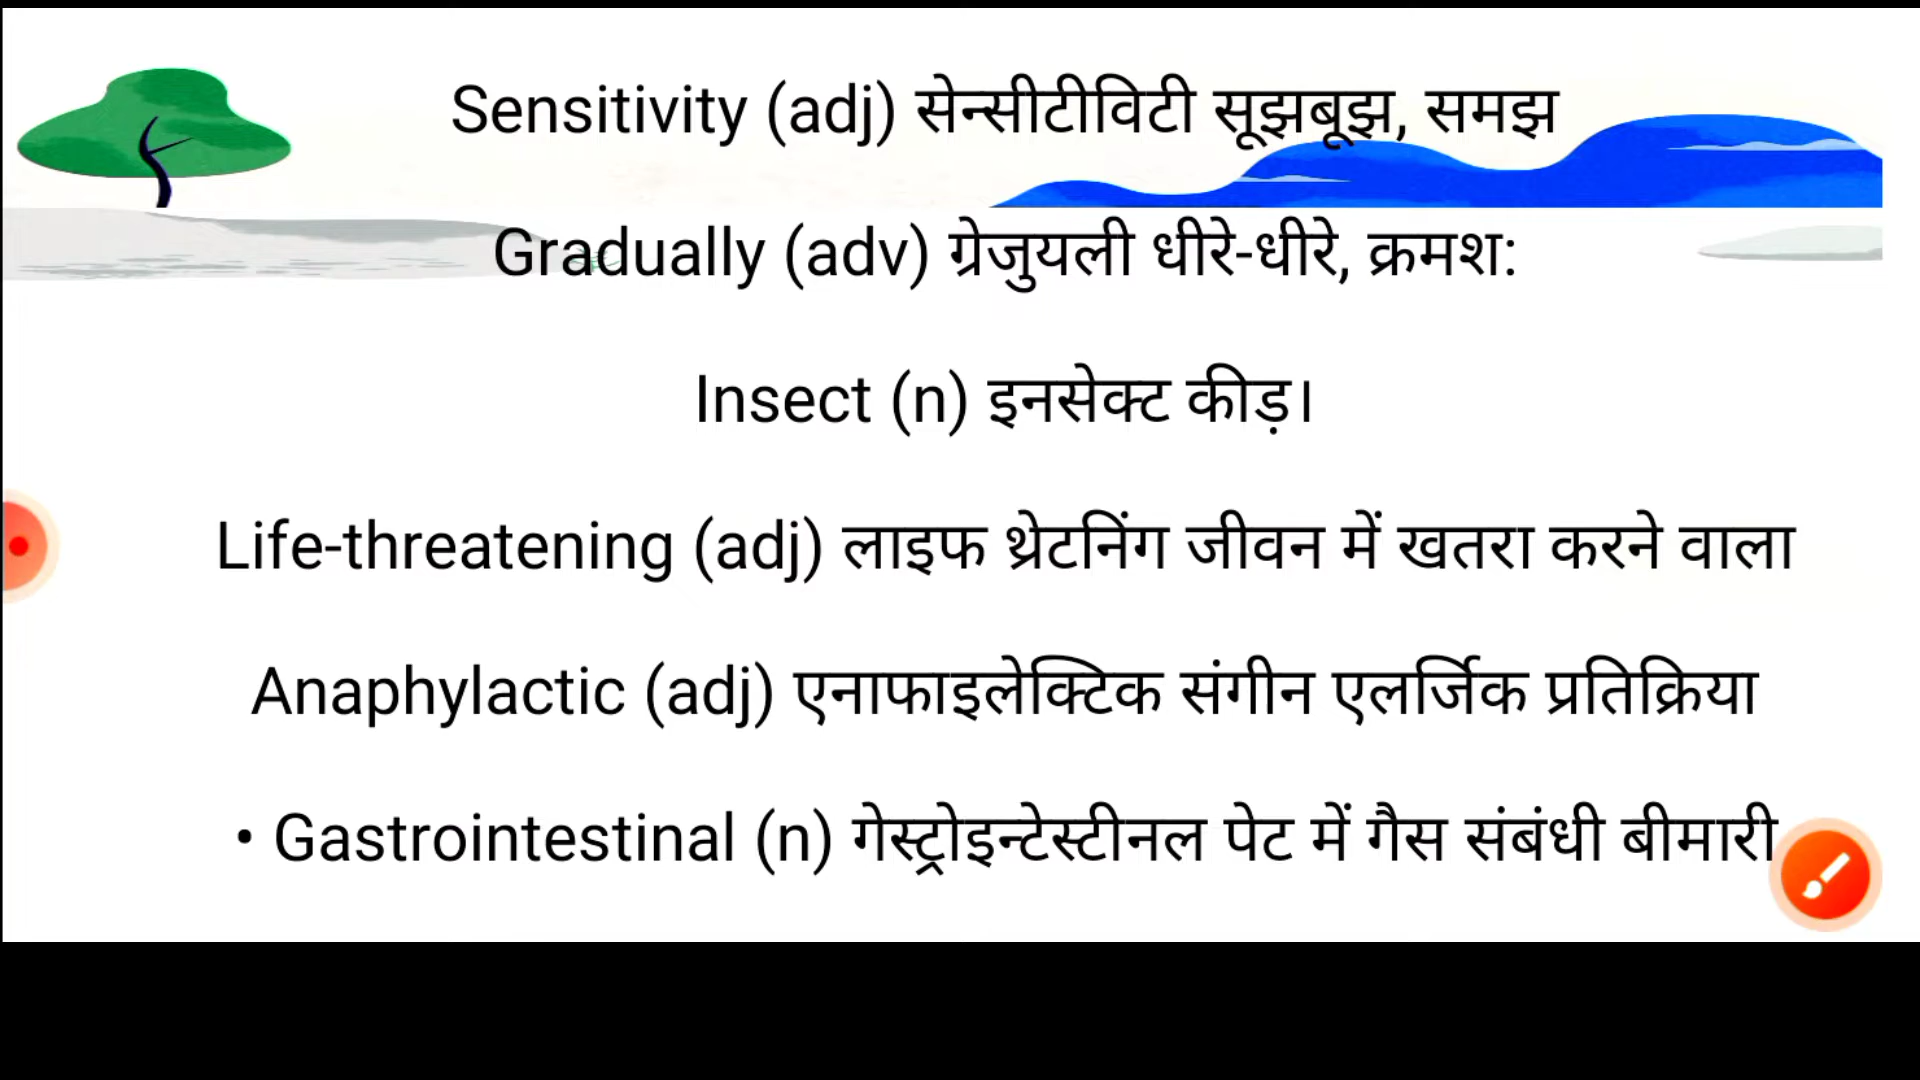 Sensitivity (adj) सेन्सीटीविटी सूझबूझ, समझ
Gradually (adv) ग्रेजुयली धीरे-धीरे, क्रमश:
Insect (n) इनसेक्ट कीड़।
Life-threatening (adj) लाइफ थ्रेटनिंग जीवन में खतरा करने वाला
Anaphylactic (adj) एनाफाइलेक्टिक संगीन एलर्जिक प्रतिक्रिया
• Gastrointestinal (n) गेस्ट्रोइन्टेस्टीनल पेट में गैस संबंधी बीमारी